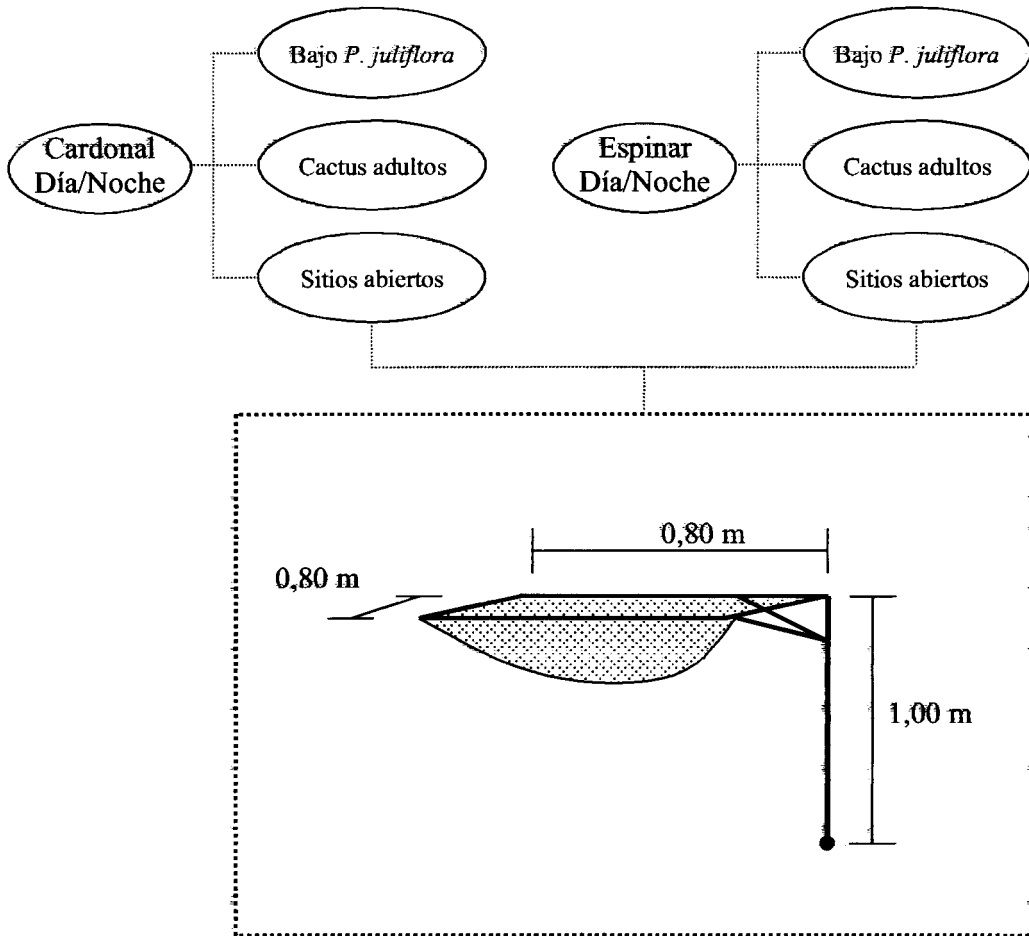 Bajo P. juliflora
Cardonal
Día/Noche
Cactus adultos
Sitios abiertos
Bajo P. juliflora
Espinar
Día/Noche
Cactus adultos
Sitios abiertos
0,80 m
0,80 m
1,00 m